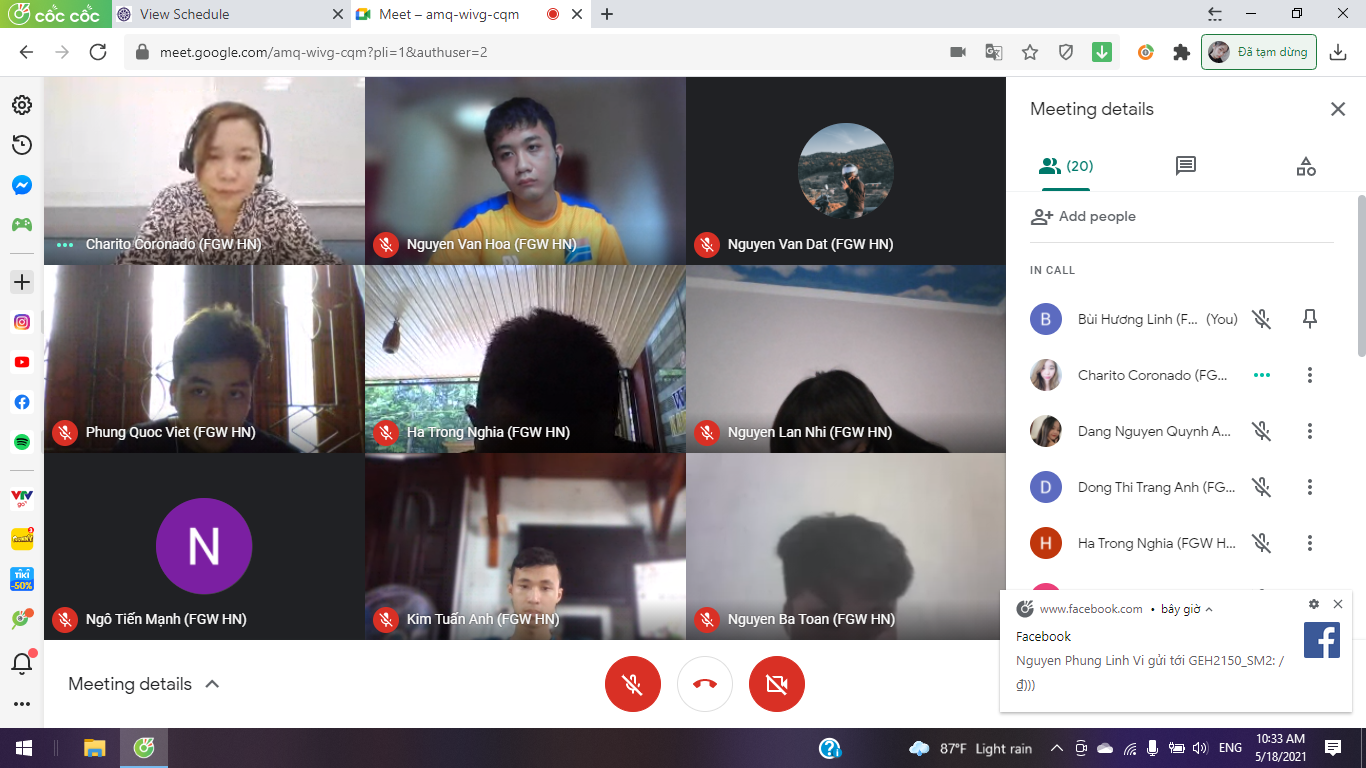 cốc cốc
View Schedule
Meet – amq-wivg-cqm
meet.google.com/amq-wivg-cqm?pli=1&authuser=2
Đã tạm dừng
Charito Coronado (FGW HN)
Nguyen Van Hoa (FGW HN)
Nguyen Van Dat (FGW HN)
Phung Quoc Viet (FGW HN)
Ha Trong Nghia (FGW HN)
Nguyen Lan Nhi (FGW HN)
N
Ngô Tiến Mạnh (FGW HN)
Kim Tuấn Anh (FGW HN)
Nguyen Ba Toan (FGW HN)
Meeting details
(20)
Add people
IN CALL
B
Bùi Hương Linh (F... (You)
Charito Coronado (FG...
Dang Nguyen Quynh A...
D
Dong Thi Trang Anh (FG...
H
Ha Trong Nghia (FGW H...
www.facebook.com • bây giờ
Facebook
Nguyen Phung Linh Vi gửi tới GEH2150_SM2: /
₫)))
VTV
go
TIKI
-50%
Meeting details
87°F Light rain
ENG
10:33 AM
5/18/2021